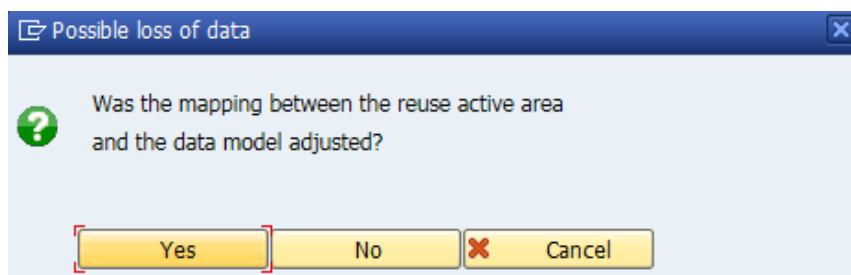 Possible loss of data
Was the mapping between the reuse active area
and the data model adjusted?
Yes
No
Cancel